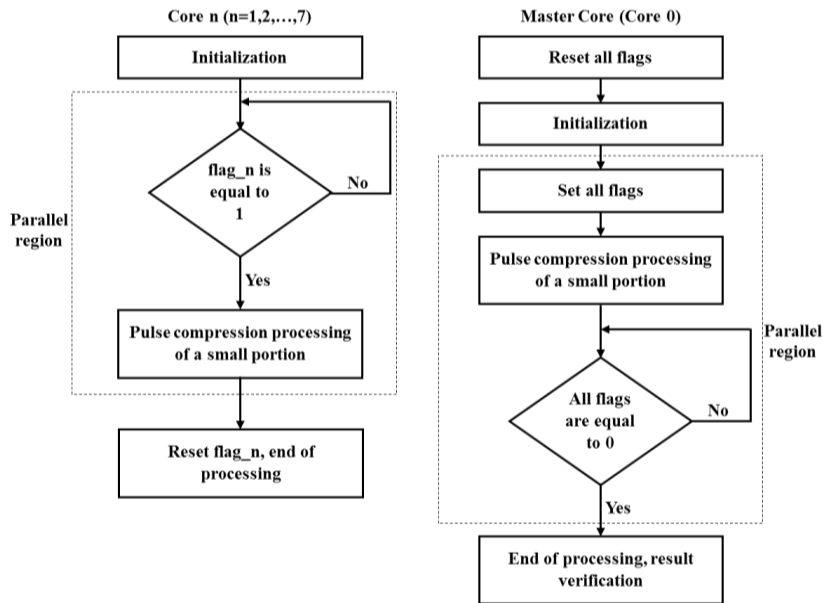 Core n (n=1,2,…,7)
Initialization
flag_n is
equal to
1
No
Yes
Parallel
region
Pulse compression processing
of a small portion
Reset flag_n, end of
processing
Master Core (Core 0)
Reset all flags
Initialization
Set all flags
Pulse compression processing
of a small portion
Parallel
region
All flags
are equal
to 0
No
Yes
End of processing, result
verification